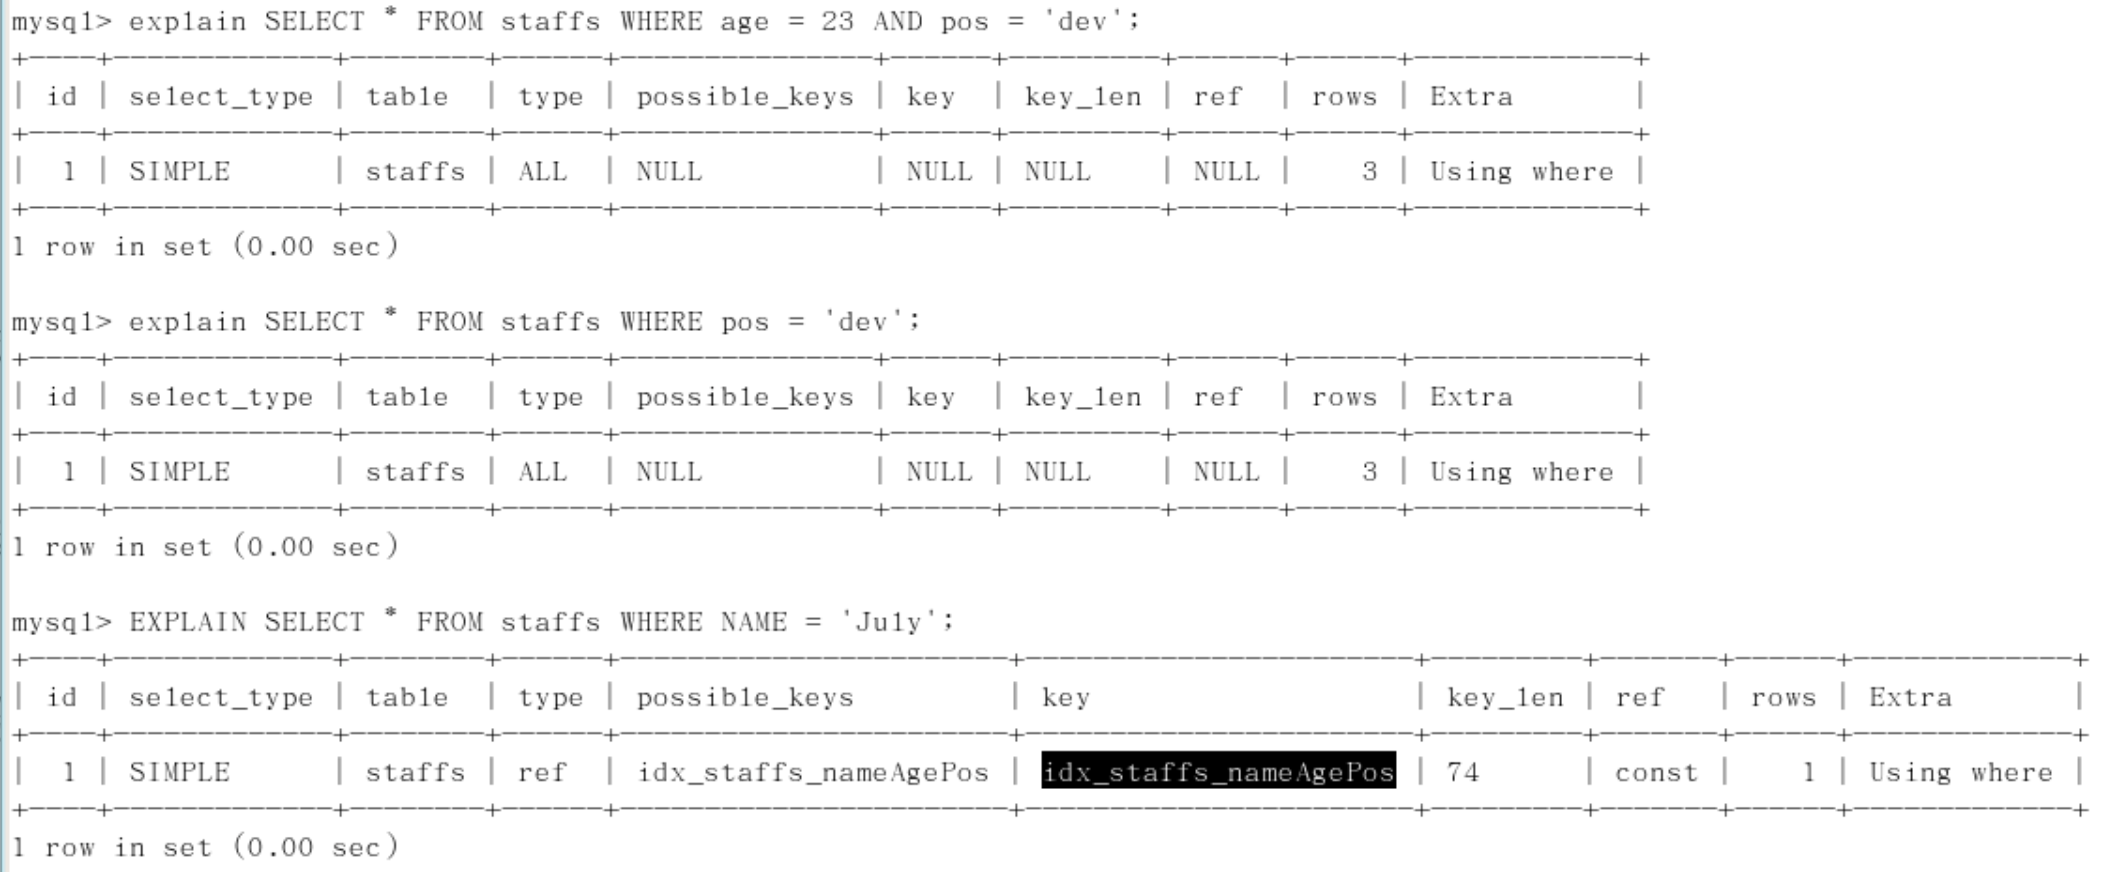 mysql> explain SELECT * FROM staffs WHERE age = 23 AND pos = 'dev';
+----+-------------+--------+------+---------------+------+---------+------+------+-------------+
| id | select_type | table  | type | possible_keys | key  | key_len | ref  | rows | Extra       |
+----+-------------+--------+------+---------------+------+---------+------+------+-------------+
|  1 | SIMPLE      | staffs | ALL  | NULL          | NULL | NULL    | NULL |    3 | Using where |
+----+-------------+--------+------+---------------+------+---------+------+------+-------------+
1 row in set (0.00 sec)
mysql> explain SELECT * FROM staffs WHERE pos = 'dev';
+----+-------------+--------+------+---------------+------+---------+------+------+-------------+
| id | select_type | table  | type | possible_keys | key  | key_len | ref  | rows | Extra       |
+----+-------------+--------+------+---------------+------+---------+------+------+-------------+
|  1 | SIMPLE      | staffs | ALL  | NULL          | NULL | NULL    | NULL |    3 | Using where |
+----+-------------+--------+------+---------------+------+---------+------+------+-------------+
1 row in set (0.00 sec)
mysql> EXPLAIN SELECT * FROM staffs WHERE NAME = 'July';
+----+-------------+--------+------+-----------------------+-----------------------+---------+-------+------+-------------+
| id | select_type | table  | type | possible_keys         | key                   | key_len | ref   | rows | Extra       |
+----+-------------+--------+------+-----------------------+-----------------------+---------+-------+------+-------------+
|  1 | SIMPLE      | staffs | ref  | idx_staffs_nameAgePos | idx_staffs_nameAgePos | 74      | const |    1 | Using where |
+----+-------------+--------+------+-----------------------+-----------------------+---------+-------+------+-------------+
1 row in set (0.00 sec)